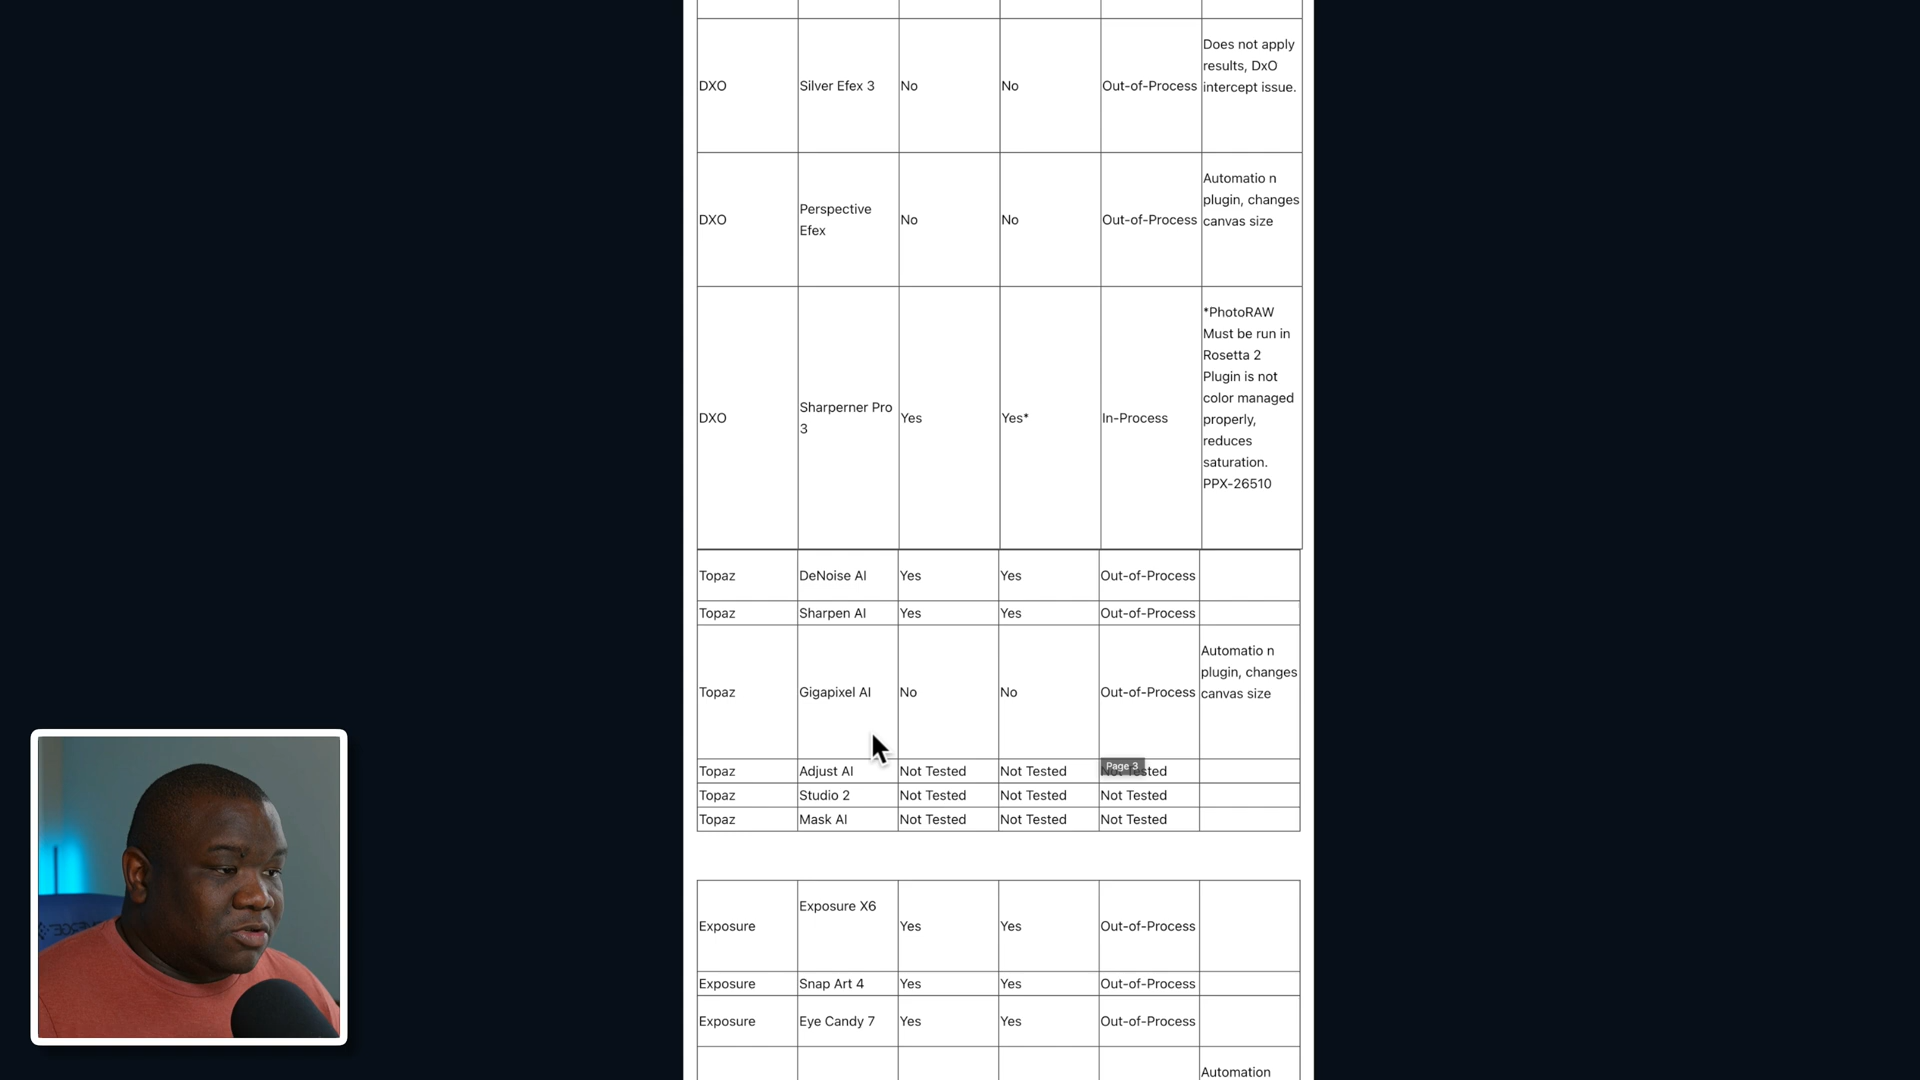 Does not apply
results, DxO
DXO Silver Efex 3 No No Out-of-Process intercept issue.
Automatio n
Perspective plugin, changes
DXO No No Out-of-Process canvas size
Efex
*PhotoRAW
Must be run in
Rosetta 2
Plugin is not
color managed
Sharperner Pro properly,
DXO Yes Yes* In-Process
3 reduces
saturation.
PPX-26510
Topaz DeNoise AI Yes Yes Out-of-Process
Topaz Sharpen AI Yes Yes Out-of-Process
Automatio n
plugin, changes
Topaz Gigapixel AI No No Out-of-Process canvas size
Page 3
Topaz Adjust AI Not Tested Not Tested Not Tested
Topaz Studio 2 Not Tested Not Tested Not Tested
Topaz Mask AI Not Tested Not Tested Not Tested
Exposure X6
Exposure Yes Yes Out-of-Process
Exposure Snap Art 4 Yes Yes Out-of-Process
Exposure Eye Candy 7 Yes Yes Out-of-Process
Automation